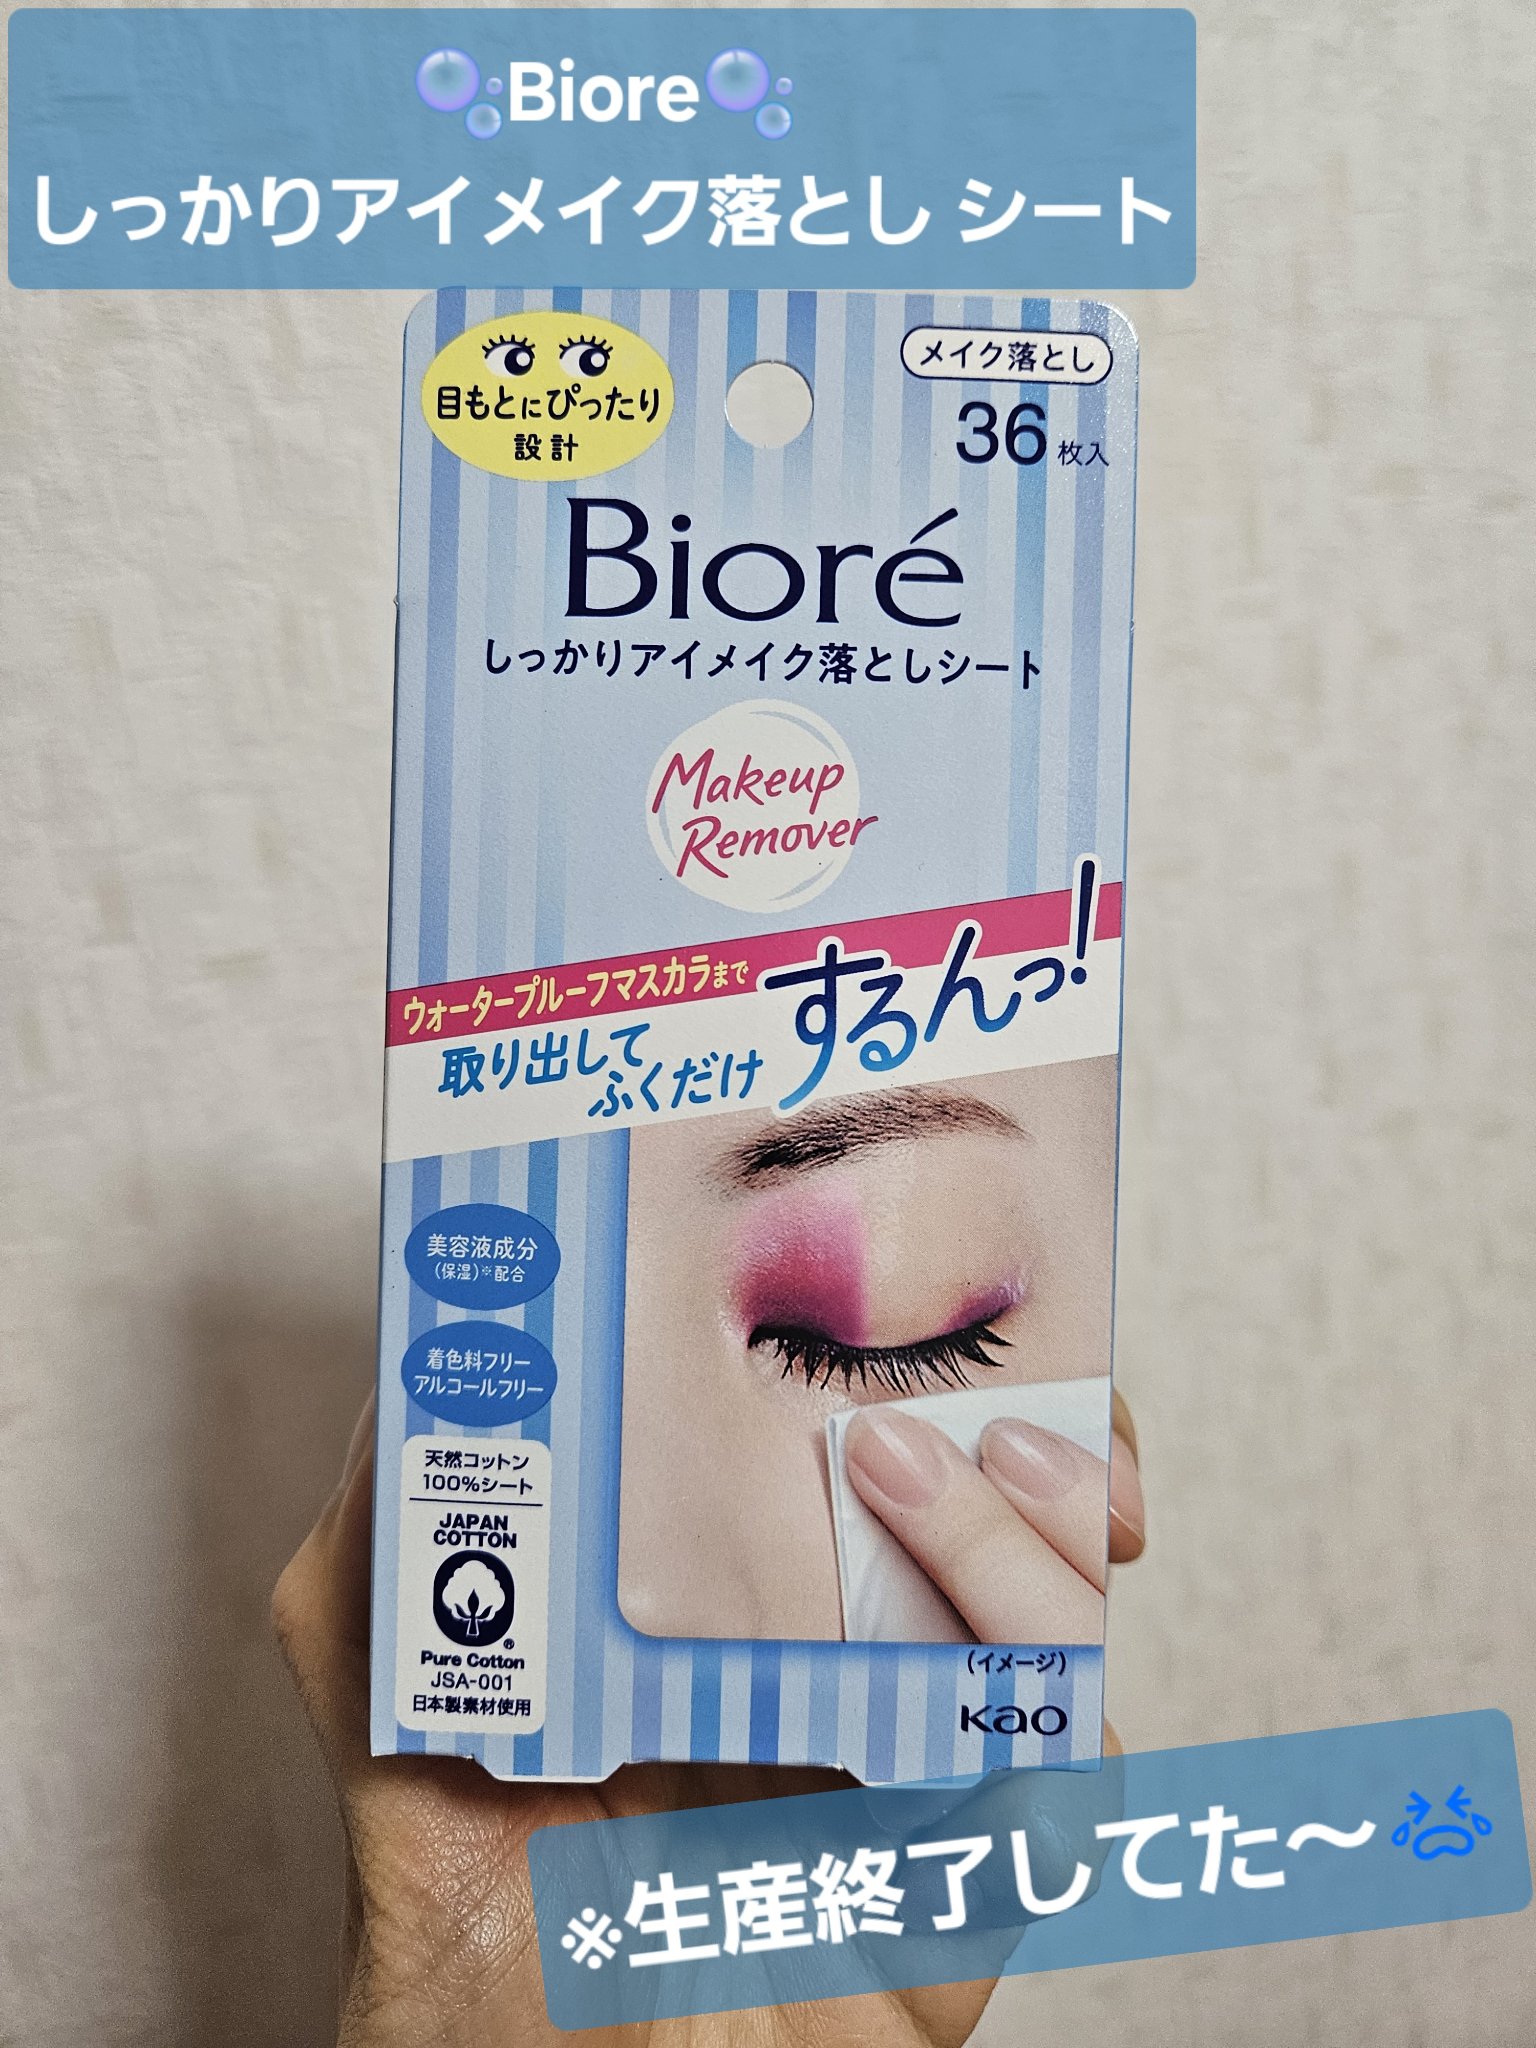 Biore
しっかりアイメイク落とし シート
目もとにぴったり
設計
メイク落とし
36枚入
Bioré
しっかりアイメイク落としシート
Makeup
Remover
ウォータープルーフマスカラまで
取り出して
ふくだけ
するんっ!
美容液成分
(保湿)※配合
着色料フリー
アルコールフリー
天然コットン
100%シート
JAPAN
COTTON
®
Pure Cotton
JSA-001
日本製素材使用
(イメージ)
Kao
※生産終了してた〜😭